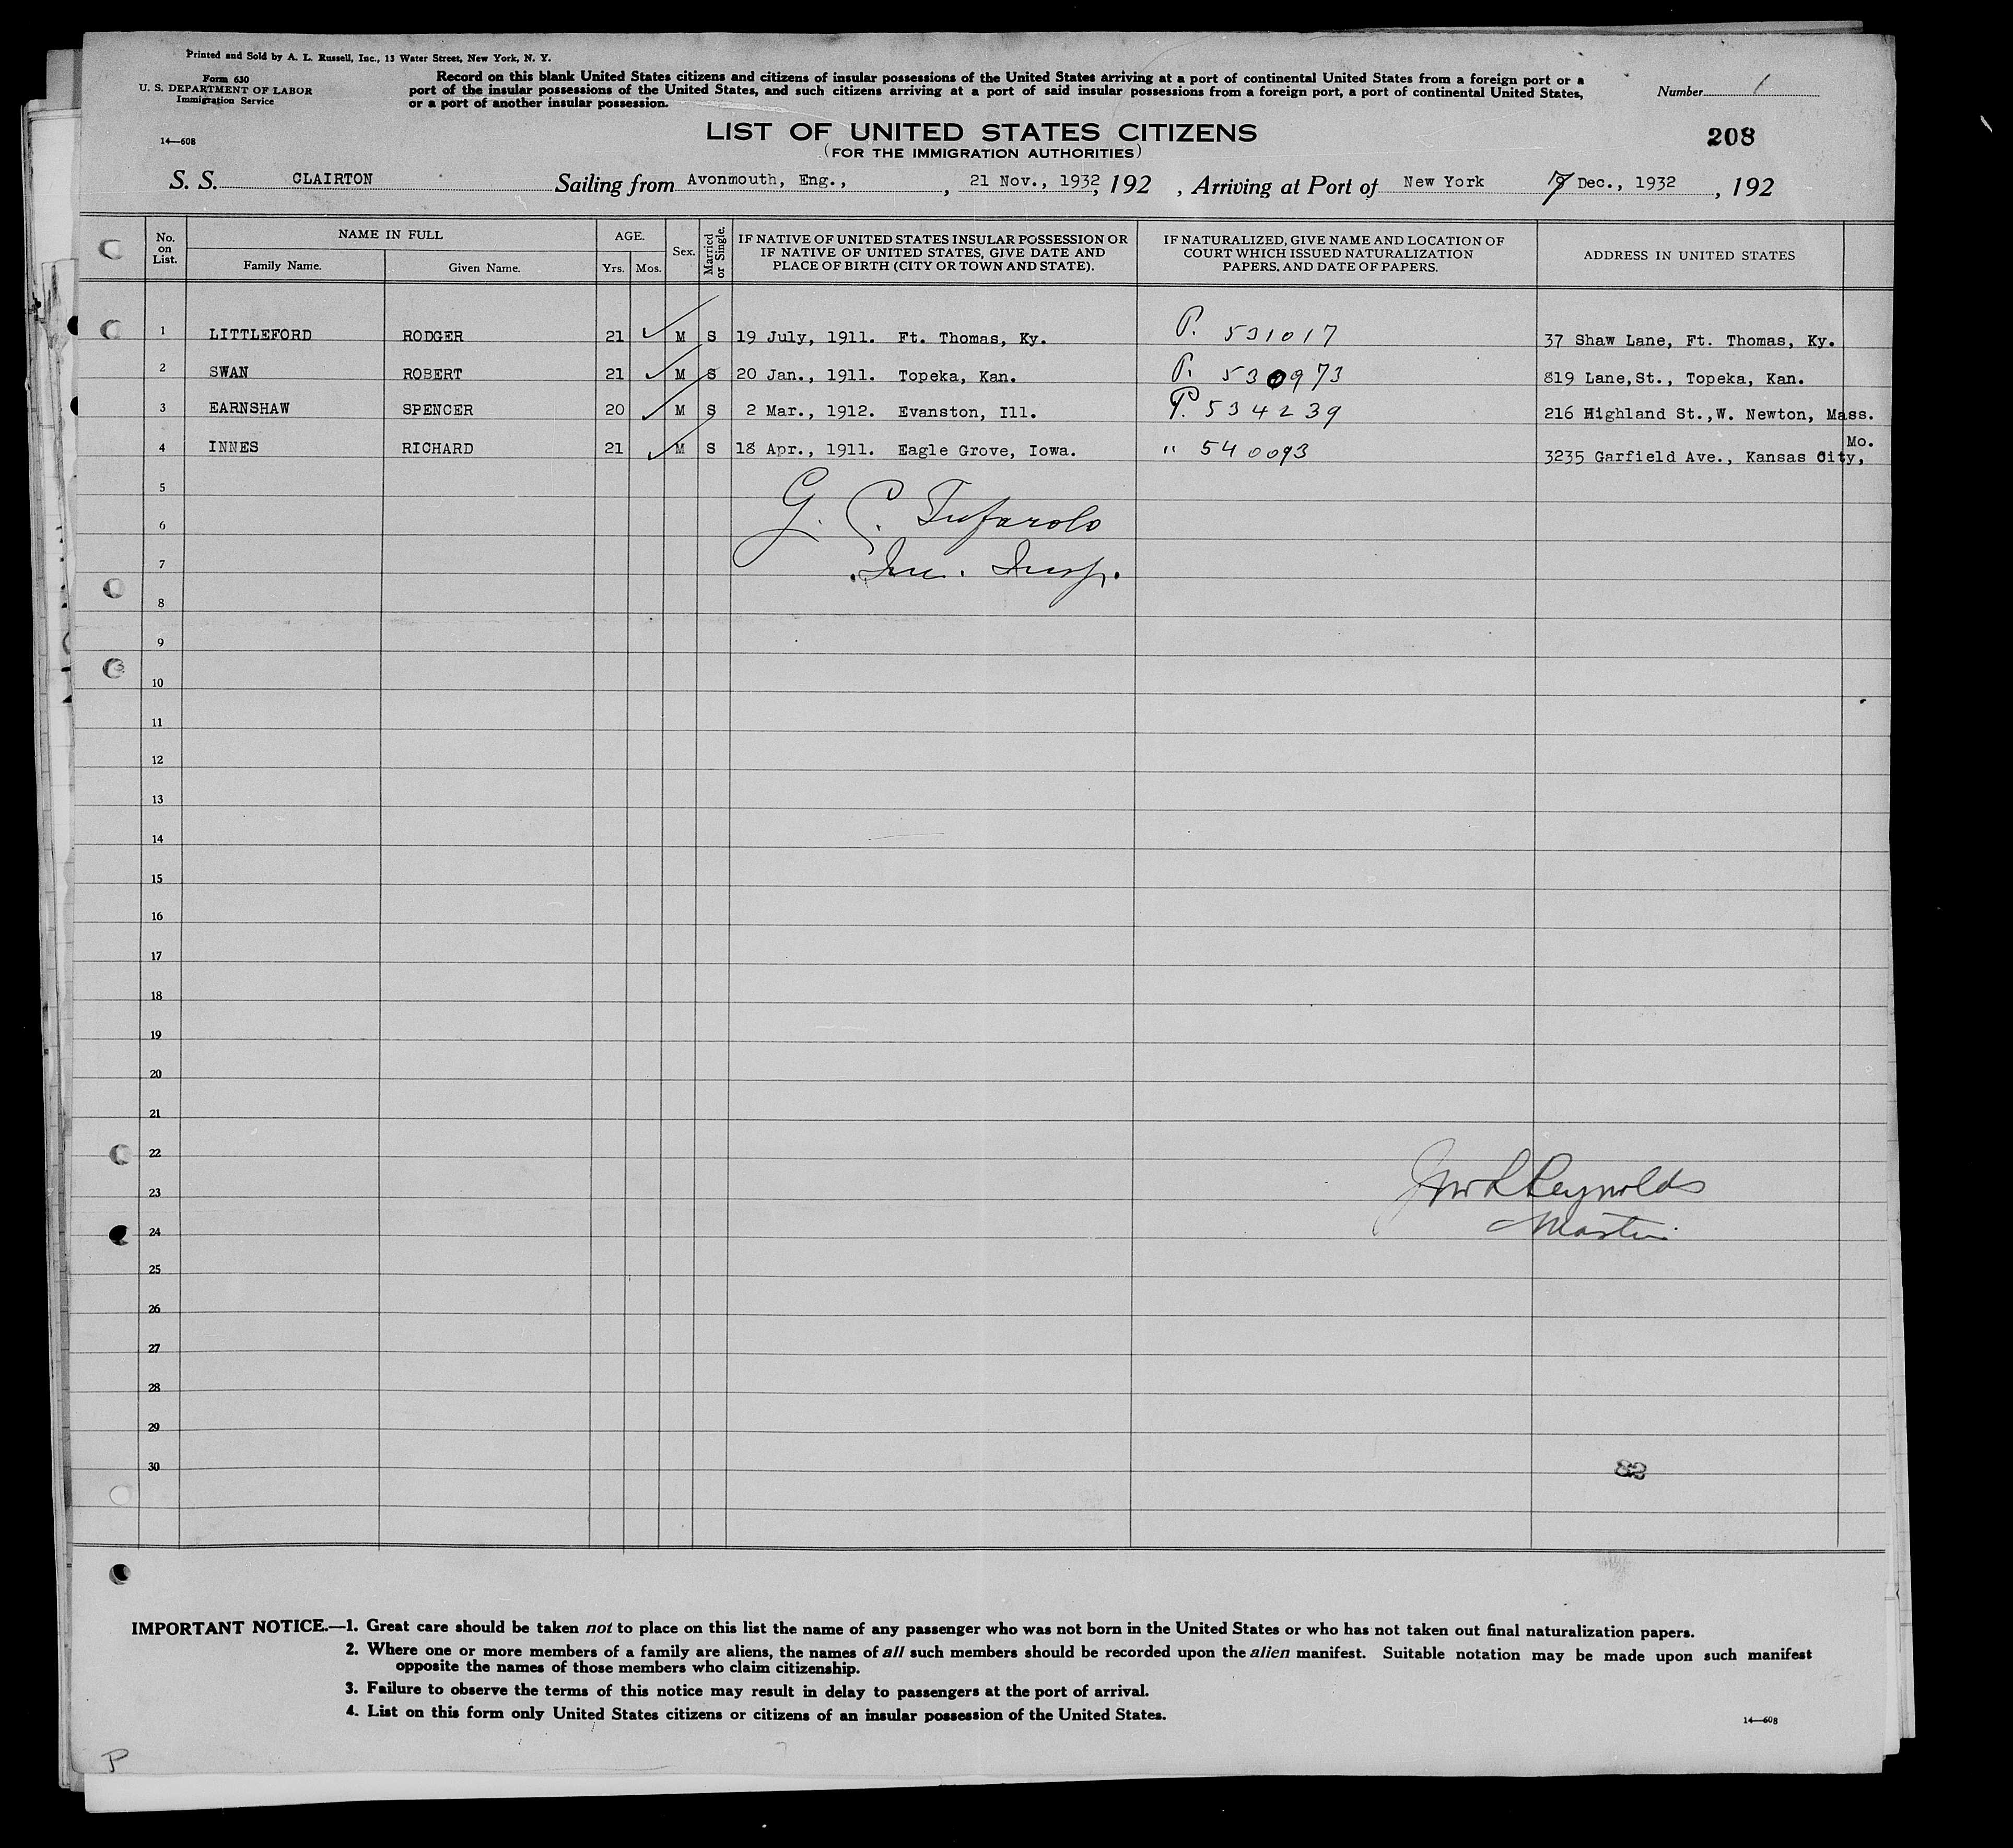 Printed and Sold by A. L. Russell, Inc., 13 Water Street, New York, N. Y.
Form 630
U. S. DEPARTMENT OF LABOR
Immigration Service
Record on this blank United States citizens and citizens of insular possessions of the United States arriving at a port of continental United States from a foreign port or a
port of the insular possessions of the United States, and such citizens arriving at a port of said insular possessions from a foreign port, a port of continental United States,
or a port of another insular possession.
Number 1
14—608
LIST OF UNITED STATES CITIZENS
(FOR THE IMMIGRATION AUTHORITIES)
208
S. S. CLAIRTON Sailing from Avonmouth, Eng., , 21 Nov., 1932, 192 , Arriving at Port of New York Dec., 1932 , 192
No. on List.
NAME IN FULL
Family Name.
Given Name.
AGE.
Yrs.
Mos.
Sex.
Married or Single.
IF NATIVE OF UNITED STATES INSULAR POSSESSION OR
IF NATIVE OF UNITED STATES, GIVE DATE AND
PLACE OF BIRTH (CITY OR TOWN AND STATE).
IF NATURALIZED, GIVE NAME AND LOCATION OF
COURT WHICH ISSUED NATURALIZATION
PAPERS, AND DATE OF PAPERS.
ADDRESS IN UNITED STATES
1 LITTLEFORD RODGER 21 M S 19 July, 1911. Ft. Thomas, Ky. P. 531017 37 Shaw Lane, Ft. Thomas, Ky.
2 SWAN ROBERT 21 M S 20 Jan., 1911. Topeka, Kan. P. 530973 819 Lane,St., Topeka, Kan.
3 EARNSHAW SPENCER 20 M S 2 Mar., 1912. Evanston, Ill. P. 534239 216 Highland St.,W. Newton, Mass.
4 INNES RICHARD 21 M S 18 Apr., 1911. Eagle Grove, Iowa. " 540093 3235 Garfield Ave., Kansas City, Mo.
5
6 G. C. Tufarolo
7 Imm. Insp.
8
9
10
11
12
13
14
15
16
17
18
19
20
21
22
23 Reynolds
24 Master
25
26
27
28
29
30
82
IMPORTANT NOTICE.—1. Great care should be taken not to place on this list the name of any passenger who was not born in the United States or who has not taken out final naturalization papers.
2. Where one or more members of a family are aliens, the names of all such members should be recorded upon the alien manifest. Suitable notation may be made upon such manifest
opposite the names of those members who claim citizenship.
3. Failure to observe the terms of this notice may result in delay to passengers at the port of arrival.
4. List on this form only United States citizens or citizens of an insular possession of the United States.
14—608
P